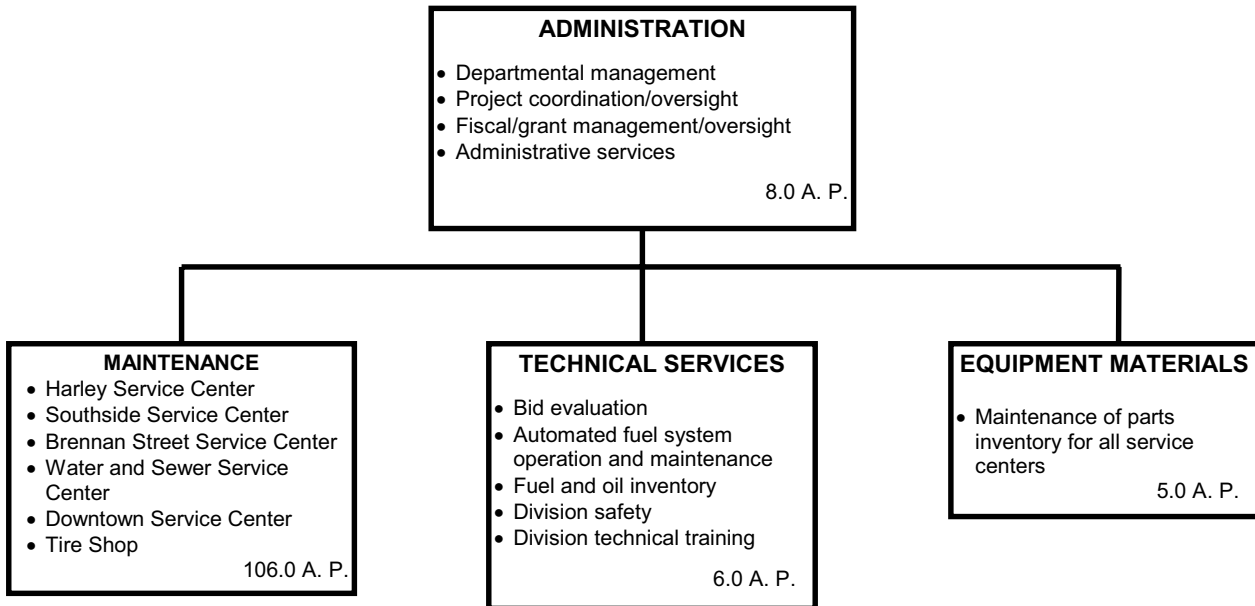 ADMINISTRATION
• Departmental management
• Project coordination/oversight
• Fiscal/grant management/oversight
• Administrative services
8.0 A. P.
MAINTENANCE
• Harley Service Center
• Southside Service Center
• Brennan Street Service Center
• Water and Sewer Service
Center
• Downtown Service Center
• Tire Shop
106.0 A. P.
TECHNICAL SERVICES
• Bid evaluation
• Automated fuel system
operation and maintenance
• Fuel and oil inventory
• Division safety
• Division technical training
6.0 A. P.
EQUIPMENT MATERIALS
• Maintenance of parts
inventory for all service
centers
5.0 A. P.